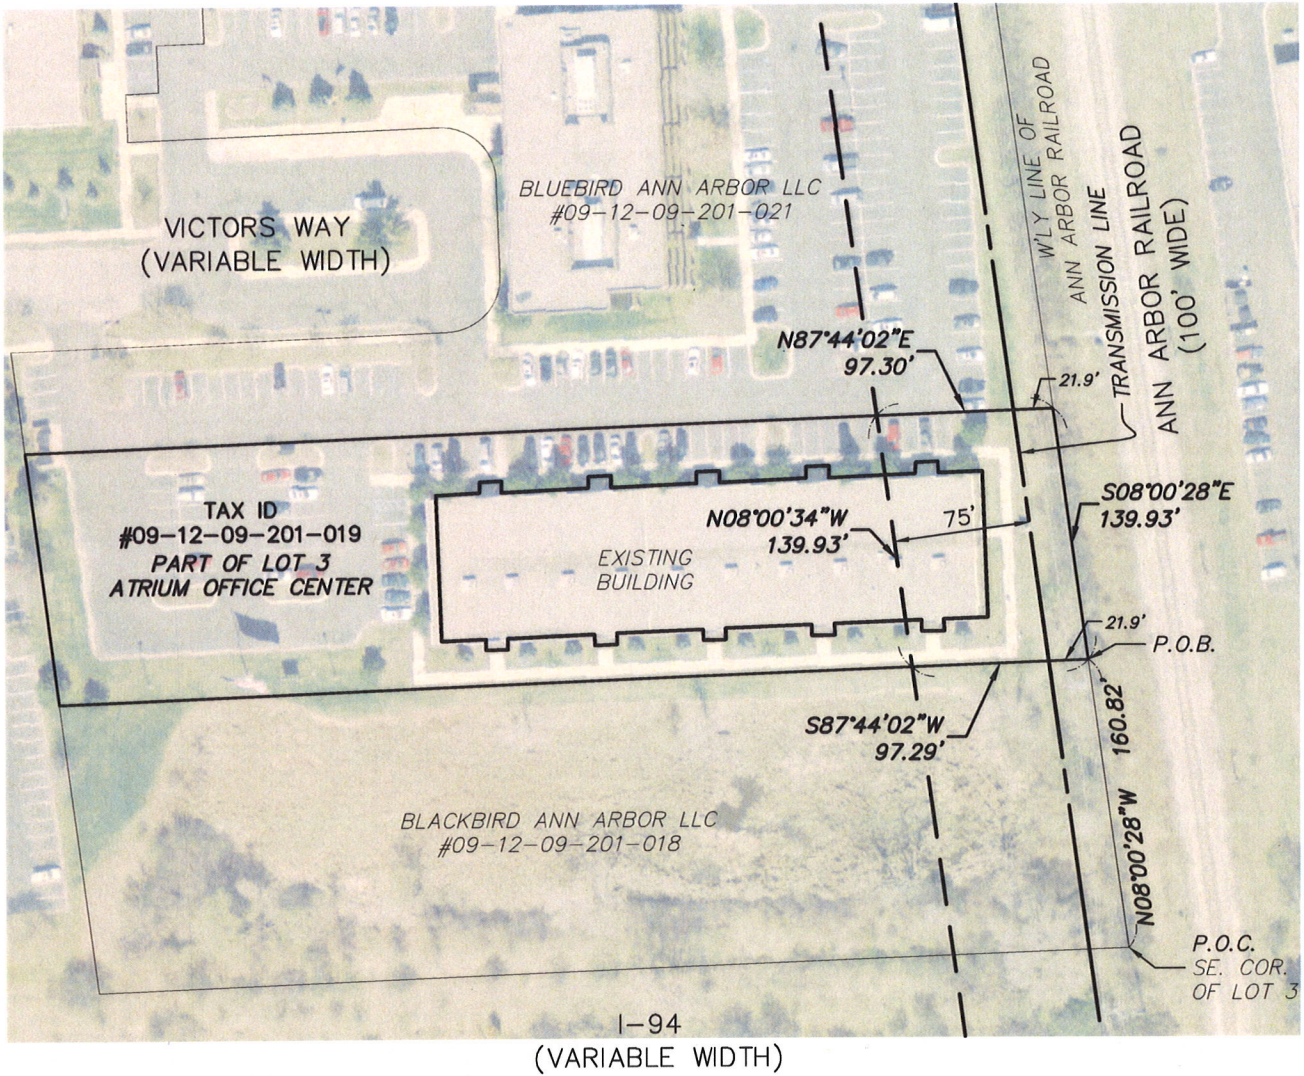 W'LY LINE OF
ANN ARBOR RAILROAD
TRANSMISSION LINE
ANN ARBOR RAILROAD
(100' WIDE)
BLUEBIRD ANN ARBOR LLC
#09-12-09-201-021
VICTORS WAY
(VARIABLE WIDTH)
N87°44'02"E
97.30'
21.9'
TAX ID
#09-12-09-201-019
PART OF LOT 3
ATRIUM OFFICE CENTER
EXISTING
BUILDING
N08°00'34"W
139.93'
75'
S08°00'28"E
139.93'
21.9'
P.O.B.
S87°44'02"W
97.29'
N08°00'28"W 160.82'
BLACKBIRD ANN ARBOR LLC
#09-12-09-201-018
P.O.C.
SE. COR.
OF LOT 3
I-94
(VARIABLE WIDTH)